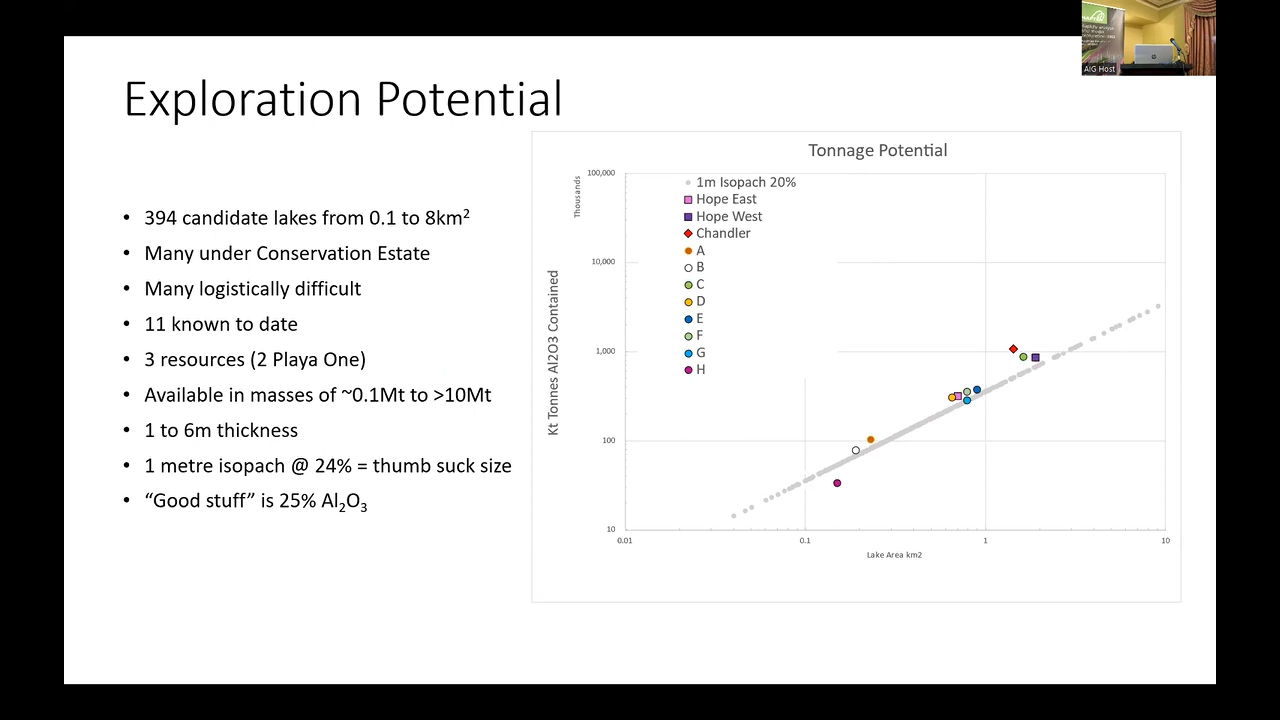 AIG Host
Exploration Potential
• 394 candidate lakes from 0.1 to 8km²
• Many under Conservation Estate
• Many logistically difficult
• 11 known to date
• 3 resources (2 Playa One)
• Available in masses of ~0.1Mt to >10Mt
• 1 to 6m thickness
• 1 metre isopach @ 24% = thumb suck size
• “Good stuff” is 25% Al₂O₃
Tonnage Potential
Thousands
Kt Tonnes Al2O3 Contained
100,000
10,000
1,000
100
10
1m Isopach 20%
Hope East
Hope West
Chandler
A
B
C
D
E
F
G
H
0.01
0.1
1
10
Lake Area km2